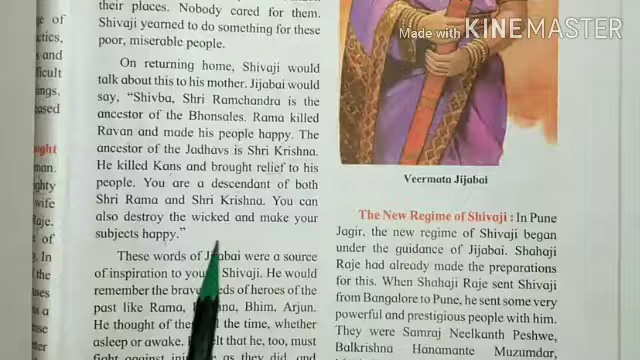 their places. Nobody cared for them.
Shivaji yearned to do something for these
poor, miserable people.
On returning home, Shivaji would
talk about this to his mother. Jijabai would
say, "Shivba, Shri Ramchandra is the
ancestor of the Bhonsales. Rama killed
Ravan and made his people happy. The
ancestor of the Jadhavs is Shri Krishna.
He killed Kans and brought relief to his
people. You are a descendant of both
Shri Rama and Shri Krishna. You can
also destroy the wicked and make your
subjects happy."
These words of Jijabai were a source
of inspiration to Shivaji. He would
remember the brave of heroes of the
past like Rama, Bhim, Arjun.
He thought of the time, whether
asleep or awake. felt that he, too, must
fight against as they did, and
Made with KINEMASTER
Veermata Jijabai
The New Regime of Shivaji : In Pune
Jagir, the new regime of Shivaji began
under the guidance of Jijabai. Shahaji
Raje had already made the preparations
for this. When Shahaji Raje sent Shivaji
from Bangalore to Pune, he sent some very
powerful and prestigious people with him.
They were Samraj Neelkanth Peshwe,
Balkrishna Hanamante Muzumdar,